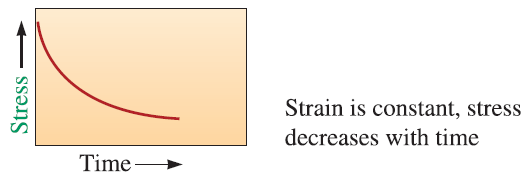 Stress
Strain is constant, stress
decreases with time
Time